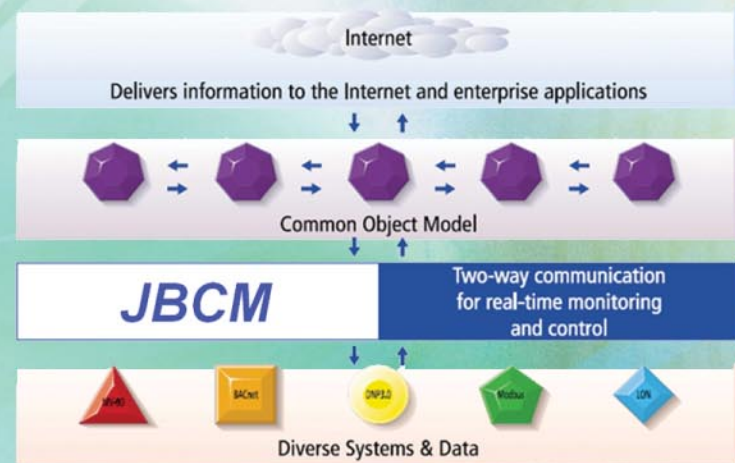 Internet
Delivers information to the Internet and enterprise applications
Common Object Model
JBCM
Two-way communication
for real-time monitoring
and control
BACnet
DNP3.0
Modbus
LON
Diverse Systems & Data